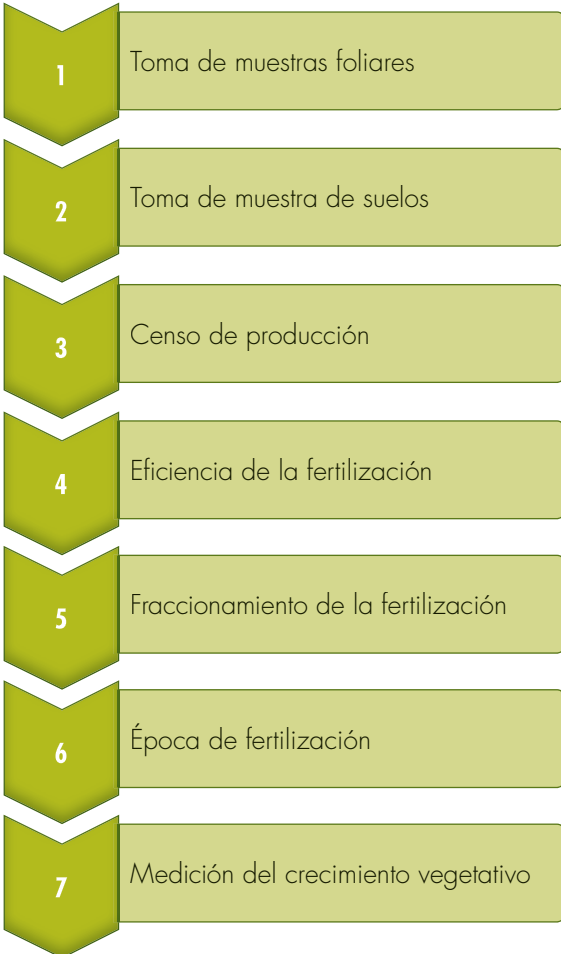 1 Toma de muestras foliares
2 Toma de muestra de suelos
3 Censo de producción
4 Eficiencia de la fertilización
5 Fraccionamiento de la fertilización
6 Época de fertilización
7 Medición del crecimiento vegetativo